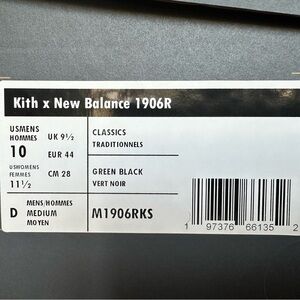 Kith x New Balance 1906R
USMENS
HOMMES
10
UK 9½
EUR 44
CM 28
USWOMENS
FEMMES
11½
CLASSICS
TRADITIONNELS
GREEN BLACK
VERT NOIR
D
MENS/HOMMES
MEDIUM
MOYEN
M1906RKS
1 97376 66135 2